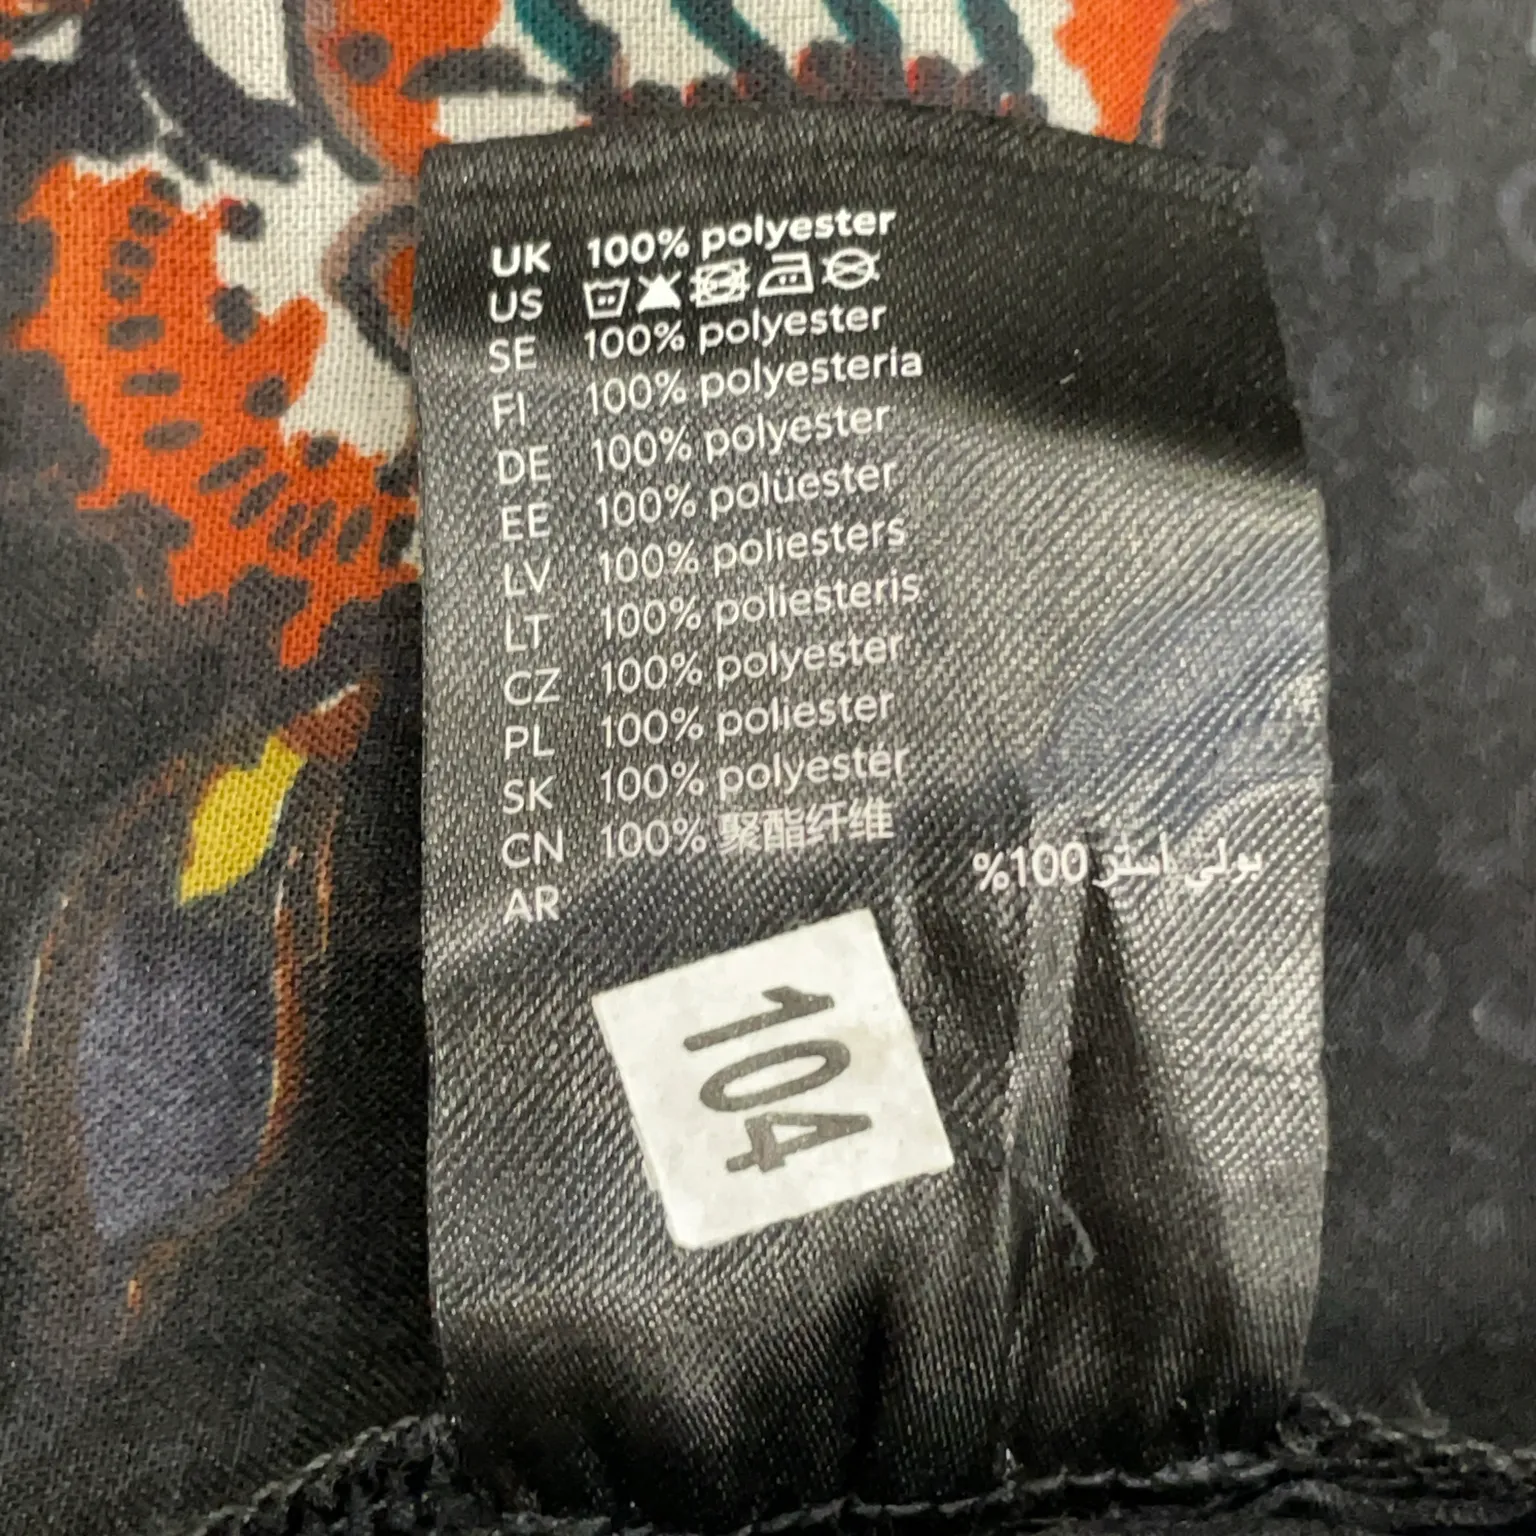 UK 100% polyester
US
SE 100% polyester
FI 100% polyesteria
DE 100% polyester
EE 100% polüester
LV 100% poliesters
LT 100% poliesteris
CZ 100% polyester
PL 100% poliester
SK 100% polyester
CN 100% 聚酯纤维
AR بولي استر 100%
104